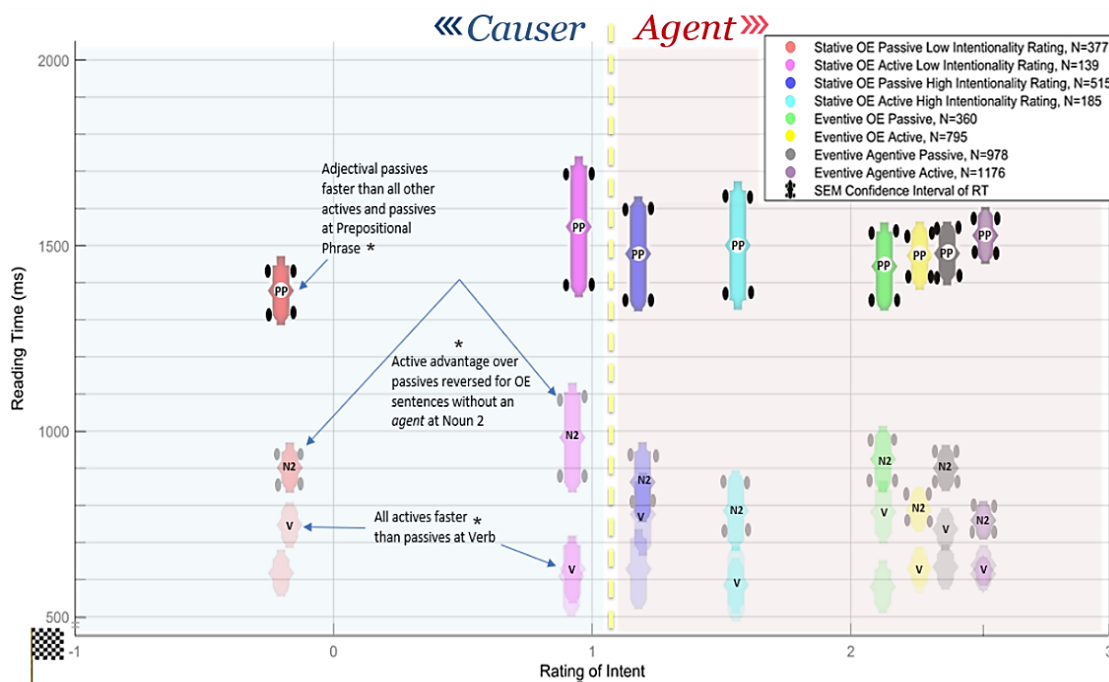 Causer
Agent
Stative OE Passive Low Intentionality Rating, N=377
Stative OE Active Low Intentionality Rating, N=139
Stative OE Passive High Intentionality Rating, N=515
Stative OE Active High Intentionality Rating, N=185
Eventive OE Passive, N=360
Eventive OE Active, N=795
Eventive Agentive Passive, N=978
Eventive Agentive Active, N=1176
SEM Confidence Interval of RT
Reading Time (ms)
2000
1500
1000
500
Adjectival passives
faster than all other
actives and passives
at Prepositional
Phrase *
*
Active advantage over
passives reversed for OE
sentences without an
agent at Noun 2
All actives faster *
than passives at Verb
PP
PP
PP
PP
PP
PP
PP
PP
N2
N2
N2
N2
N2
N2
N2
N2
V
V
V
V
V
V
V
V
-1
0
1
2
3
Rating of Intent